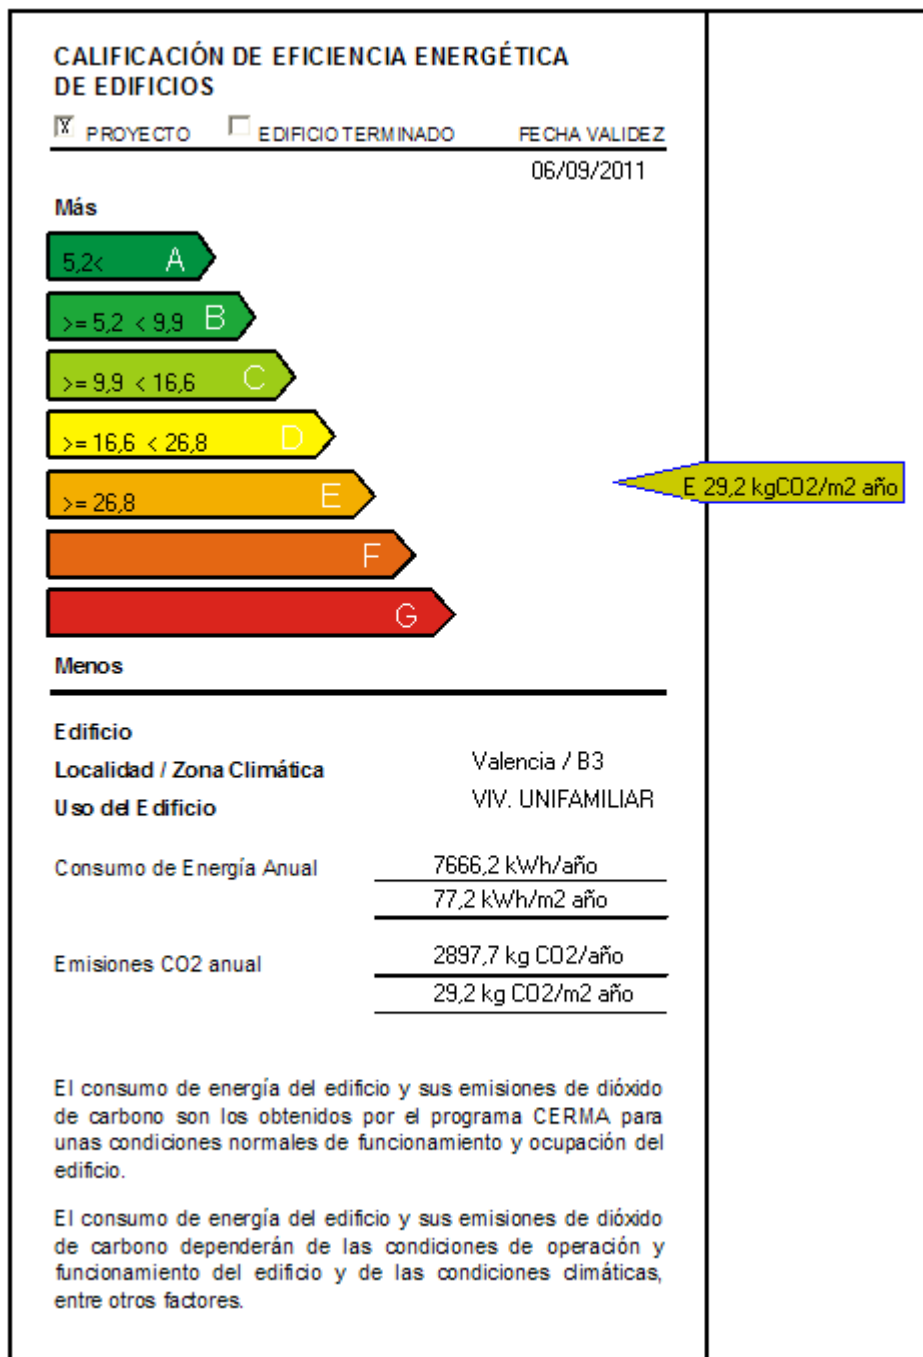 CALIFICACIÓN DE EFICIENCIA ENERGÉTICA
DE EDIFICIOS
X PROYECTO EDIFICIO TERMINADO FECHA VALIDEZ
06/09/2011
Más
5,2< A
>= 5,2 < 9,9 B
>= 9,9 < 16,6 C
>= 16,6 < 26,8 D
>= 26,8 E
E 29,2 kgCO2/m2 año
F
G
Menos
Edificio
Localidad / Zona Climática Valencia / B3
Uso del Edificio VIV. UNIFAMILIAR
Consumo de Energía Anual 7666,2 kWh/año
77,2 kWh/m2 año
Emisiones CO2 anual 2897,7 kg CO2/año
29,2 kg CO2/m2 año
El consumo de energía del edificio y sus emisiones de dióxido
de carbono son los obtenidos por el programa CERMA para
unas condiciones normales de funcionamiento y ocupación del
edificio.
El consumo de energía del edificio y sus emisiones de dióxido
de carbono dependerán de las condiciones de operación y
funcionamiento del edificio y de las condiciones climáticas,
entre otros factores.